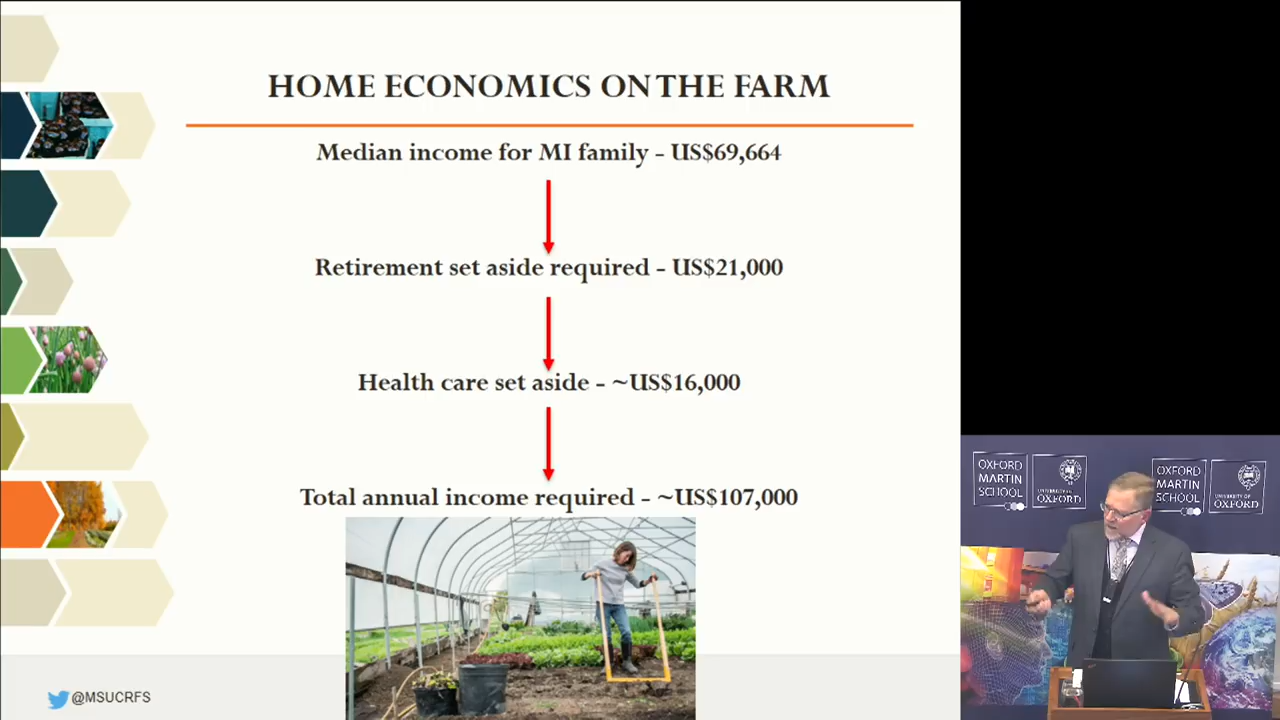 HOME ECONOMICS ON THE FARM
Median income for MI family - US$69,664
Retirement set aside required - US$21,000
Health care set aside - ~US$16,000
Total annual income required - ~US$107,000
@MSUCRFS
OXFORD
MARTIN
SCHOOL
UNIVERSITY OF
OXFORD
OXFORD
MARTIN
SCHOOL
UNIVERSITY OF
OXFORD